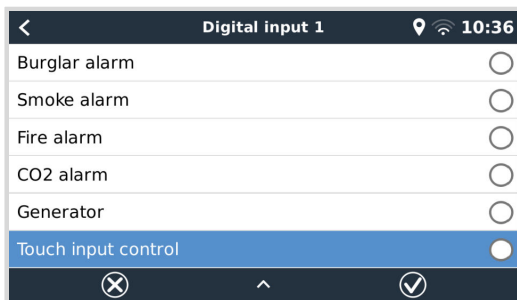 Digital input 1 10:36
Burglar alarm
Smoke alarm
Fire alarm
CO2 alarm
Generator
Touch input control